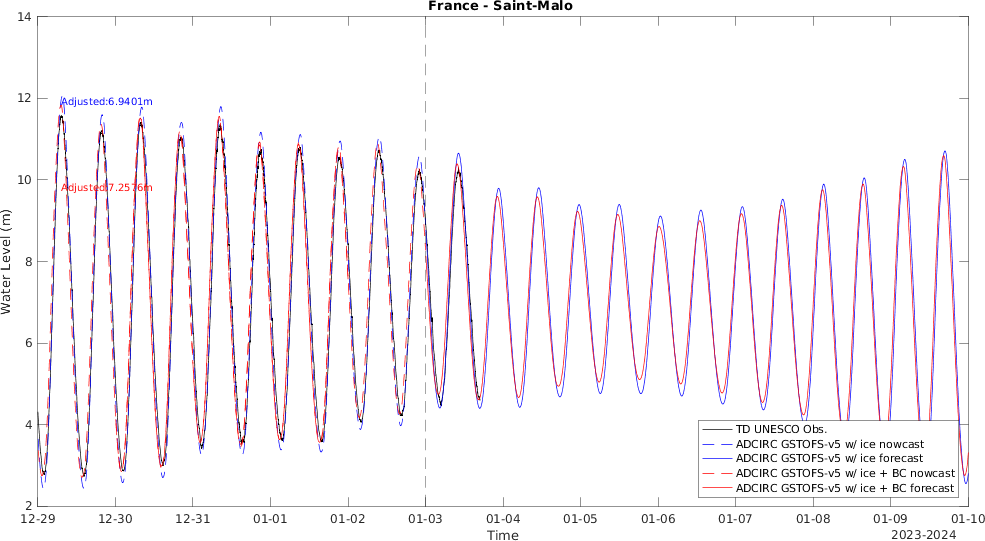 France - Saint-Malo
14
12
10
8
6
4
2
Water Level (m)
Adjusted:6.9401m
Adjusted:7.2576m
TD UNESCO Obs.
ADCIRC GSTOFS-v5 w/ ice nowcast
ADCIRC GSTOFS-v5 w/ ice forecast
ADCIRC GSTOFS-v5 w/ ice + BC nowcast
ADCIRC GSTOFS-v5 w/ ice + BC forecast
12-29 12-30 12-31 01-01 01-02 01-03 01-04 01-05 01-06 01-07 01-08 01-09 01-10
Time
2023-2024